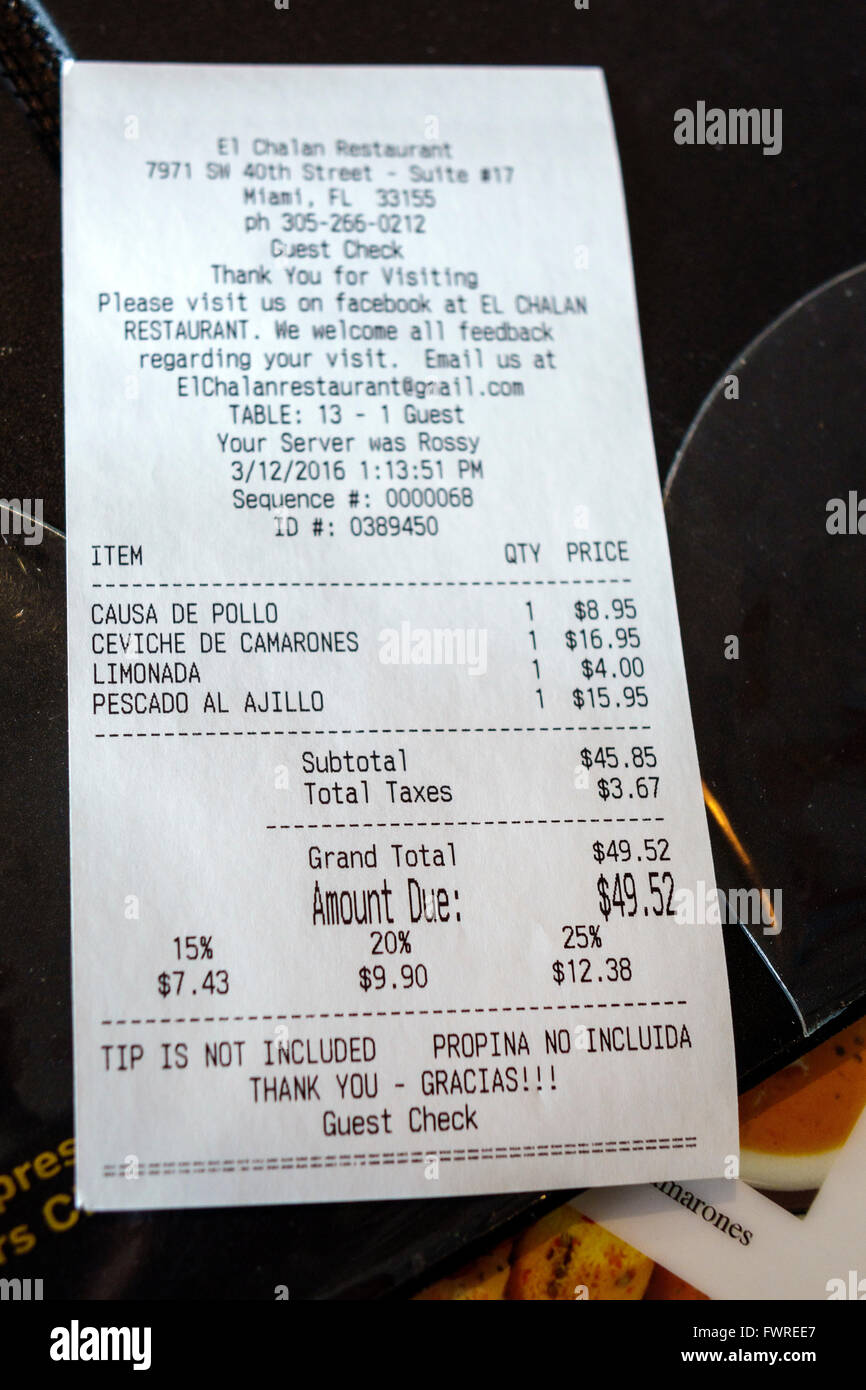 El Chalan Restaurant
7971 SW 40th Street - Suite #17
Miami, FL 33155
ph 305-266-0212
Guest Check
Thank You for Visiting
Please visit us on facebook at EL CHALAN
RESTAURANT. We welcome all feedback
regarding your visit. Email us at
ElChalanrestaurant@gmail.com
TABLE: 13 - 1 Guest
Your Server was Rossy
3/12/2016 1:13:51 PM
Sequence #: 0000068
ID #: 0389450
ITEM QTY PRICE
CAUSA DE POLLO 1 $8.95
CEVICHE DE CAMARONES 1 $16.95
LIMONADA 1 $4.00
PESCADO AL AJILLO 1 $15.95
Subtotal $45.85
Total Taxes $3.67
Grand Total $49.52
Amount Due: $49.52
15% 20% 25%
$7.43 $9.90 $12.38
TIP IS NOT INCLUDED PROPINA NO INCLUIDA
THANK YOU - GRACIAS!!!
Guest Check
alamy stock photo
FWREE7
www.alamy.com